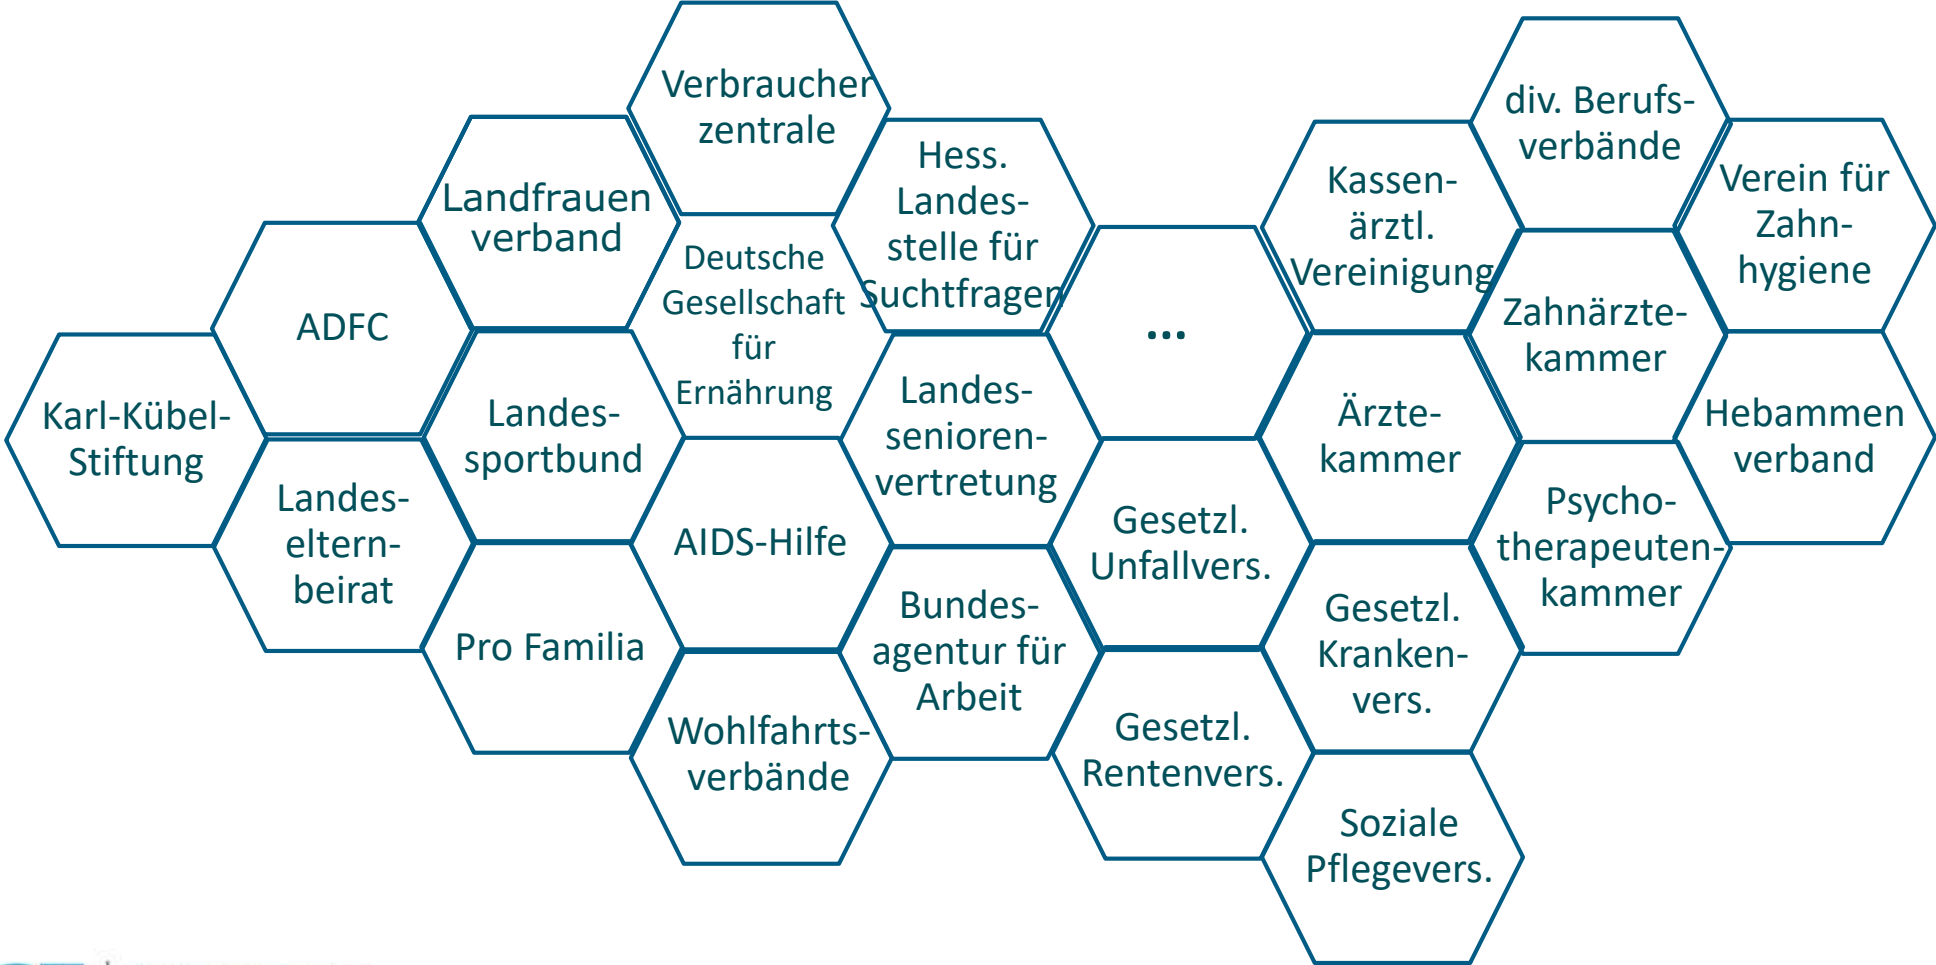 Verbraucher
zentrale
div. Berufs-
verbände
Landfrauen
verband
Hess.
Landes-
stelle für
Suchtfragen
Kassen-
ärztl.
Vereinigung
Verein für
Zahn-
hygiene
ADFC
Deutsche
Gesellschaft
für
Ernährung
...
Zahnärzte-
kammer
Karl-Kübel-
Stiftung
Landes-
sportbund
Landes-
senioren-
vertretung
Ärzte-
kammer
Hebammen
verband
Landes-
eltern-
beirat
AIDS-Hilfe
Gesetzl.
Unfallvers.
Psycho-
therapeuten-
kammer
Pro Familia
Bundes-
agentur für
Arbeit
Gesetzl.
Kranken-
vers.
Wohlfahrts-
verbände
Gesetzl.
Rentenvers.
Soziale
Pflegevers.